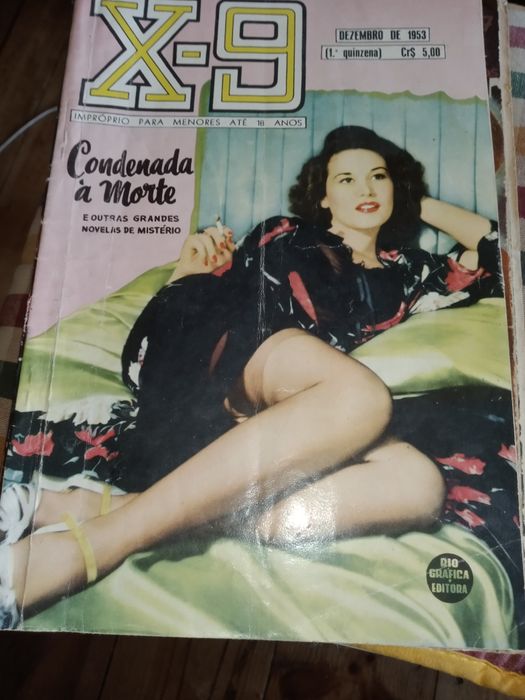 X-9
DEZEMBRO DE 1953
(1.ª quinzena) Cr$ 5,00
IMPRÓPRIO PARA MENORES ATÉ 18 ANOS
Condenada
à Morte
E OUTRAS GRANDES
NOVELAS DE MISTÉRIO
RIO
GRÁFICA
EDITORA